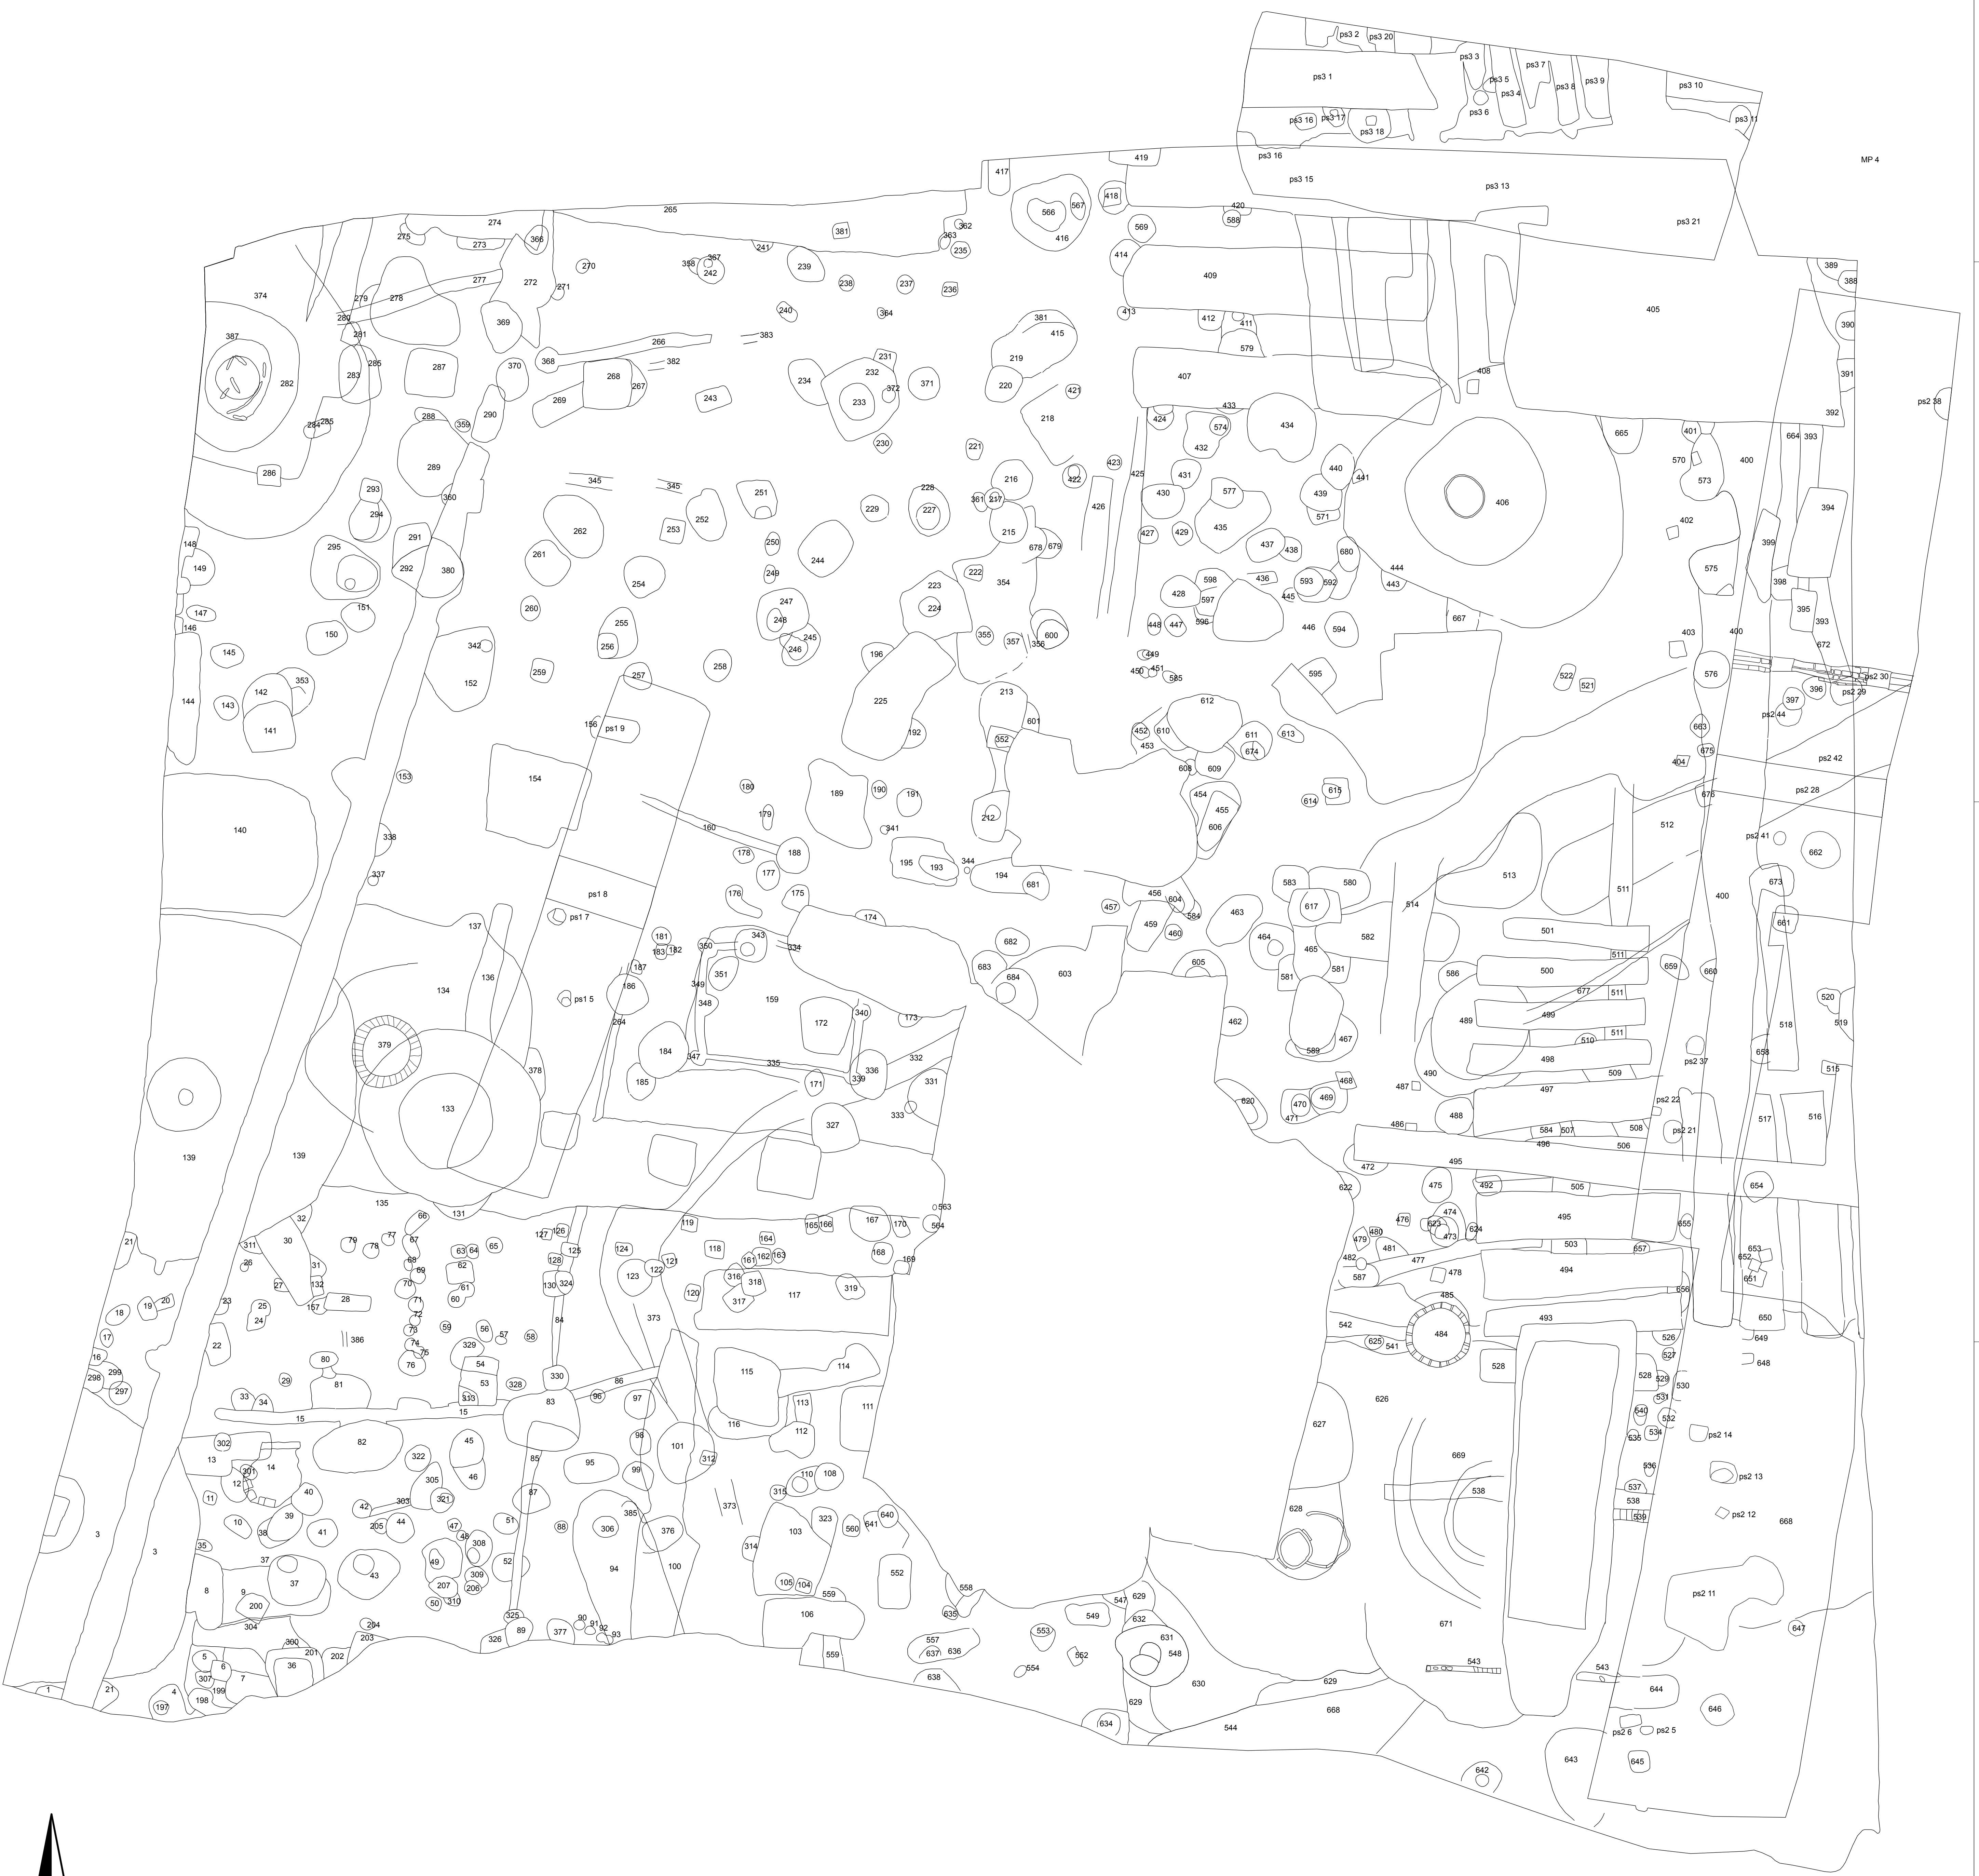 ps3 2 ps3 20
ps3 3 ps3 7
ps3 1 ps3 5 ps3 4 ps3 8 ps3 9 ps3 10
ps3 6
ps3 16 ps3 17 ps3 18 ps3 11
419 ps3 16 MP 4
417 ps3 15 ps3 13
418
265 566 567 420 588 ps3 21
274 362
275 273 366 381 363 416 569
241 235 414
270 358 367 242 239 389
374 279 278 277 272 271 238 237 236 409 388
280 240 364 413 412 411 405 390
387 281 369 266 383 381 415 579
283 285 287 370 368 382 231 219 407 408 391
282 268 267 234 232 372 371 220 421
269 243 233 218 433 392 ps2 38
284 285 288 359 290 424 574 434 665 401
289 230 221 432 664 393
286 345 345 423 425 440 441 570 400
293 360 251 228 216 422 431 577 439 406 573
294 262 252 229 227 361 217 426 430 435 571 394
253 215 427 429 402
148 295 291 261 250 244 678 679 437 438 680 399
149 292 380 254 249 222 354 598 436 593 592 444 443 575 398
147 151 260 247 223 224 428 597 445 395
146 150 255 248 245 355 357 356 600 448 447 596 446 594 667 403 400 393
145 342 256 246 196 449 672
353 152 259 258 450 451 565 595 522 521 576 ps2 30
144 143 142 257 225 213 612 397 396 ps2 29
141 156 ps1 9 192 352 601 452 610 611 613 663 ps2 44
453 674 675
153 154 608 609 404 ps2 42
180 189 190 191 454 614 615 676 ps2 28
140 338 160 179 341 212 455 606 512 ps2 41
178 188 195 193 344 194 681 583 580 513 662
337 177 673
ps1 8 176 175 456 604 511 400
137 ps1 7 174 457 459 584 463 617 514 661
181 343 334 682 460 464 465 582 501
136 183 182 350 683 603 605 581 581 586 500 511 659 660
134 187 351 684 677 511 520
ps1 5 186 349 348 159 489 499 519
264 172 340 173 462 467 511 518
379 184 347 335 332 589 510 658 ps2 37
378 185 171 339 336 331 468 487 490 498 509 515
133 333 620 470 469 471 488 497 ps2 22 517 516
327 486 584 507 508 ps2 21
139 139 496 506
472 495
135 622 475 492 505 654
131 66 563 474
32 77 67 127 126 119 165 166 167 170 564 476 623 473 624 495 655
21 311 30 79 78 63 64 65 125 124 118 164 168 479 480 481 503 657 653 652
26 31 68 69 62 128 123 122 121 161 162 163 169 482 477 494 651
27 132 70 61 130 324 120 316 318 117 319 587 478
19 20 23 25 157 28 71 60 317 485 656
18 24 72 84 373 542 484 493 650
17 386 73 59 56 57 58 625 541 526 649
16 22 74 75 76 329 115 114 528 527 648
298 299 80 54 330 86 528 529 530
297 29 81 53 328 97 96 113 111 626 531
33 34 313 83 116 112 627 640 532
15 15 98 535 534 ps2 14
302 82 322 45 85 95 101 312 669 536 ps2 13
13 14 301 12 305 46 99 110 108 315 538 537
11 40 42 303 321 87 385 373 538 ps2 12
10 39 38 41 205 44 47 48 51 88 306 376 103 323 560 641 640 628 539 668
35 37 308 314
3 3 37 43 49 52 94 100 552 671 ps2 11
8 9 207 309 206 105 104 559 558 547 629
200 204 50 310 325 90 106 635 549 632 647
304 300 203 326 89 377 91 92 93 557 553 631
5 6 201 202 559 637 636 552 548 543 543
307 7 36 638 554 630 629 644
1 21 4 199 198 629 668 646
197 634 544 ps2 6 ps2 5
643 645
642